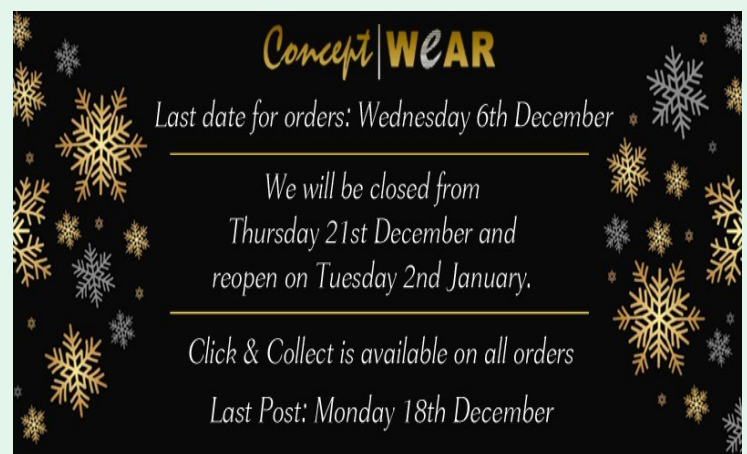 Concept|WeAR
Last date for orders: Wednesday 6th December
We will be closed from
Thursday 21st December and
reopen on Tuesday 2nd January.
Click & Collect is available on all orders
Last Post: Monday 18th December